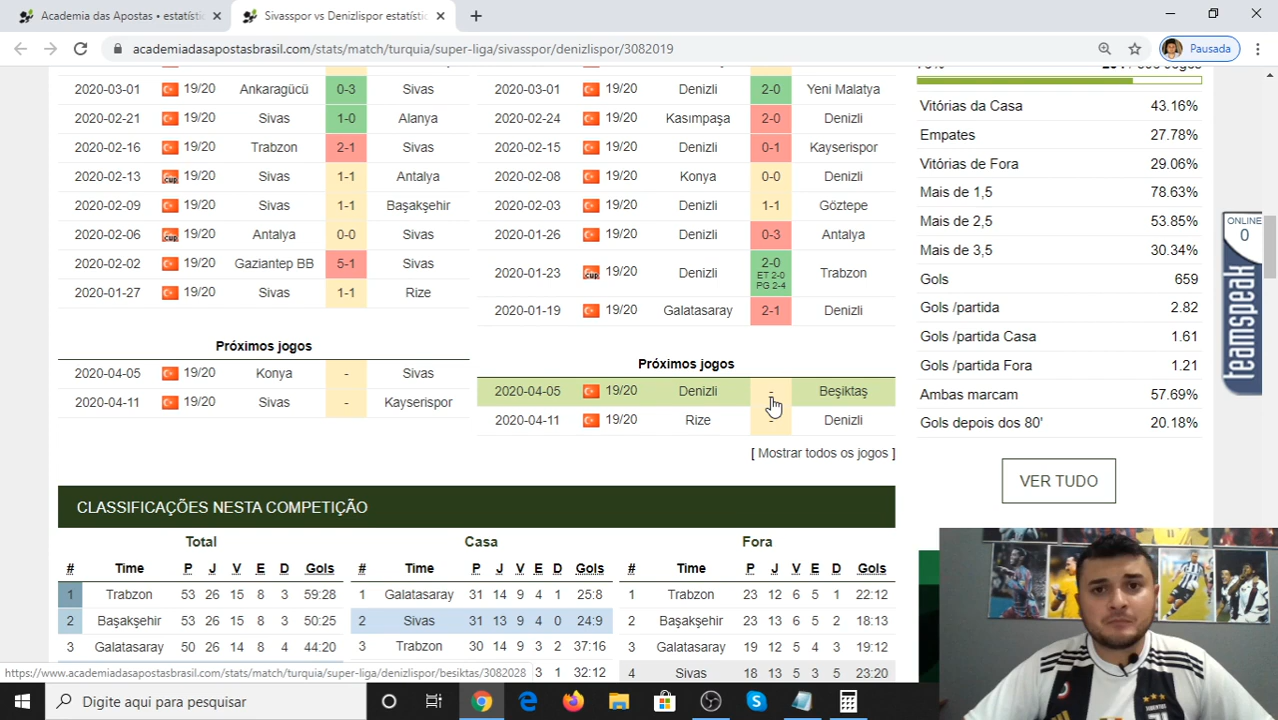 Academia das Apostas • estatístic
Sivasspor vs Denizlispor estatístic
academiadasapostasbrasil.com/stats/match/turquia/super-liga/sivasspor/denizlispor/3082019
Pausada
2020-03-01 19/20 Ankaragücü 0-3 Sivas
2020-02-21 19/20 Sivas 1-0 Alanya
2020-02-16 19/20 Trabzon 2-1 Sivas
2020-02-13 cup 19/20 Sivas 1-1 Antalya
2020-02-09 19/20 Sivas 1-1 Başakşehir
2020-02-06 cup 19/20 Antalya 0-0 Sivas
2020-02-02 19/20 Gaziantep BB 5-1 Sivas
2020-01-27 19/20 Sivas 1-1 Rize
Próximos jogos
2020-04-05 19/20 Konya - Sivas
2020-04-11 19/20 Sivas - Kayserispor
2020-03-01 19/20 Denizli 2-0 Yeni Malatya
2020-02-24 19/20 Kasımpaşa 2-0 Denizli
2020-02-15 19/20 Denizli 0-1 Kayserispor
2020-02-08 19/20 Konya 0-0 Denizli
2020-02-03 19/20 Denizli 1-1 Göztepe
2020-01-26 19/20 Denizli 0-3 Antalya
2020-01-23 cup 19/20 Denizli 2-0 Trabzon
ET 2-0
PG 2-4
2020-01-19 19/20 Galatasaray 2-1 Denizli
Próximos jogos
2020-04-05 19/20 Denizli - Beşiktaş
2020-04-11 19/20 Rize - Denizli
[ Mostrar todos os jogos ]
Vitórias da Casa 43.16%
Empates 27.78%
Vitórias de Fora 29.06%
Mais de 1,5 78.63%
Mais de 2,5 53.85%
Mais de 3,5 30.34%
Gols 659
Gols /partida 2.82
Gols /partida Casa 1.61
Gols /partida Fora 1.21
Ambas marcam 57.69%
Gols depois dos 80' 20.18%
VER TUDO
ONLINE
0
teamspeak
CLASSIFICAÇÕES NESTA COMPETIÇÃO
Total
# Time P J V E D Gols
1 Trabzon 53 26 15 8 3 59:28
2 Başakşehir 53 26 15 8 3 50:25
3 Galatasaray 50 26 14 8 4 44:20
Casa
# Time P J V E D Gols
1 Galatasaray 31 14 9 4 1 25:8
2 Sivas 31 13 9 4 0 24:9
3 Trabzon 30 14 9 3 2 37:16
3 1 32:12
Fora
# Time P J V E D Gols
1 Trabzon 23 12 6 5 1 22:12
2 Başakşehir 23 13 6 5 2 18:13
3 Galatasaray 19 12 5 4 3 19:12
4 Sivas 18 13 5 3 5 23:20
https://www.academiadasapostasbrasil.com/stats/match/turquia/super-liga/denizlispor/besiktas/3082028
Digite aqui para pesquisar